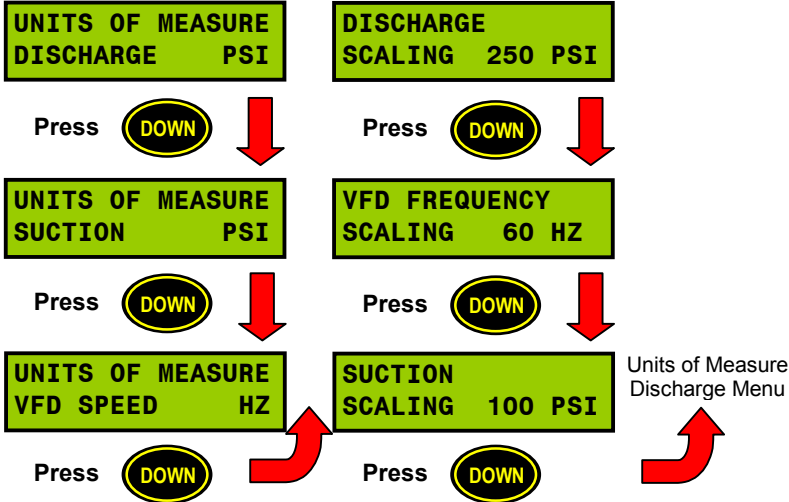 UNITS OF MEASURE
DISCHARGE PSI
Press DOWN
UNITS OF MEASURE
SUCTION PSI
Press DOWN
UNITS OF MEASURE
VFD SPEED HZ
Press DOWN
DISCHARGE
SCALING 250 PSI
Press DOWN
VFD FREQUENCY
SCALING 60 HZ
Press DOWN
SUCTION
SCALING 100 PSI
Press DOWN
Units of Measure
Discharge Menu